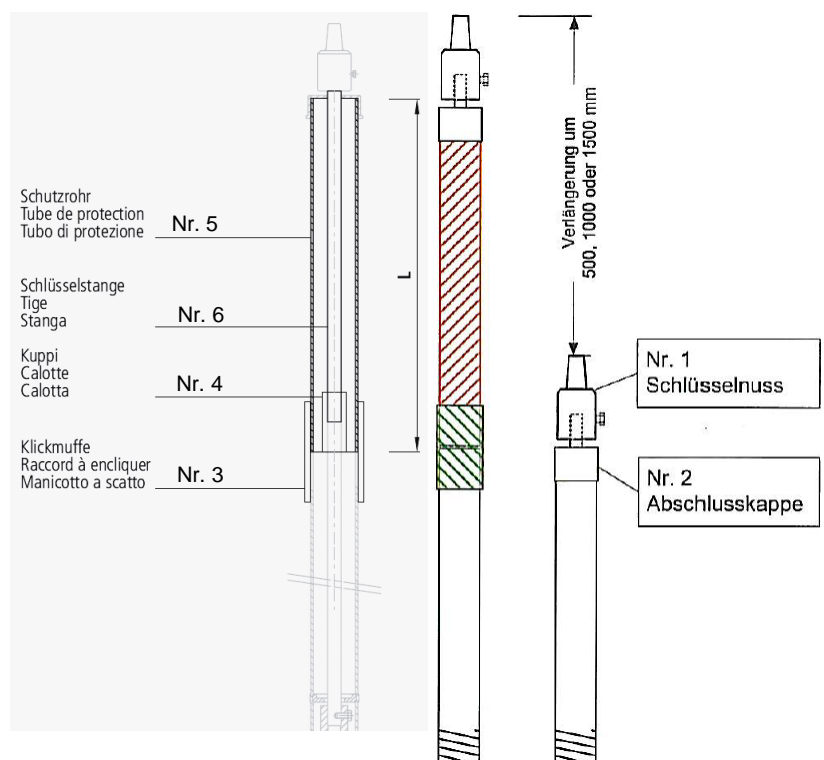 Schutzrohr
Tube de protection
Tubo di protezione
Nr. 5
Schlüsselstange
Tige
Stanga
Nr. 6
Kuppi
Calotte
Calotta
Nr. 4
Klickmuffe
Raccord à encliquer
Manicotto a scatto
Nr. 3
L
Verlängerung um
500, 1000 oder 1500 mm
Nr. 1
Schlüsselnuss
Nr. 2
Abschlusskappe